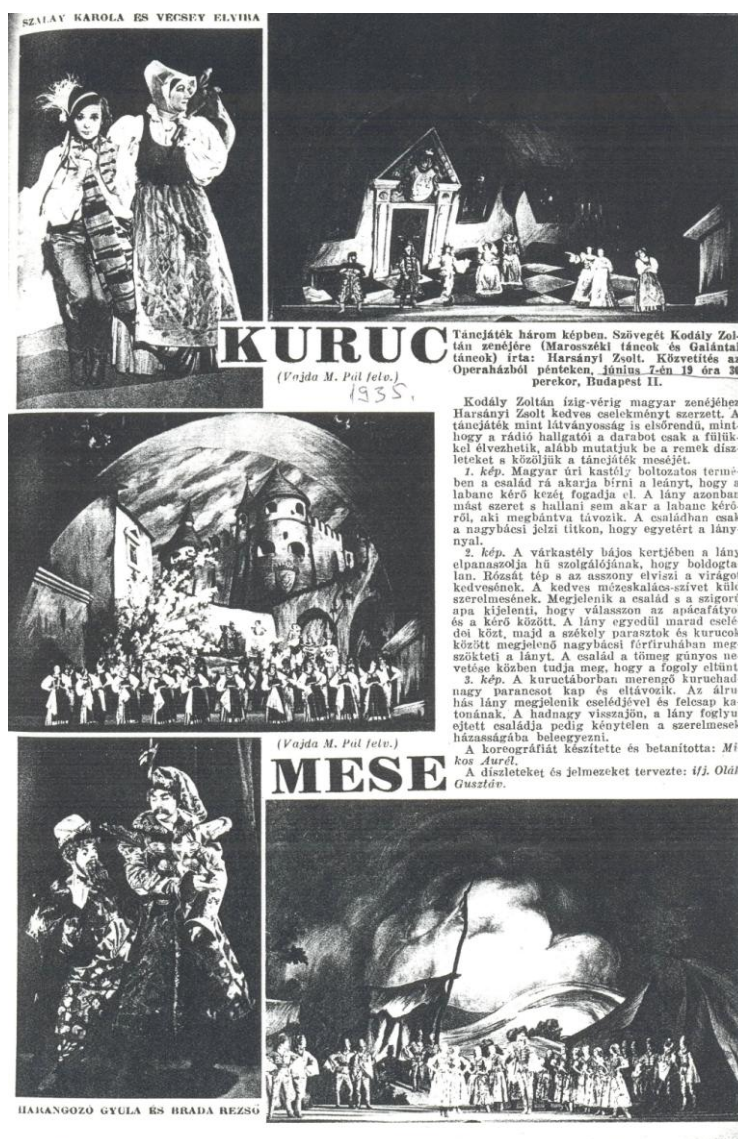 SZALAY KAROLA ÉS VÉCSEY ELVIRA
KURUC
(Vajda M. Pál felv.)
1935.
Táncjáték három képben. Szövegét Kodály Zol-
tán zenéjére (Marosszéki táncok és Galántai
táncok) írta: Harsányi Zsolt. Közvetítés az
Operaházból pénteken, június 7-én 19 óra 30
perckor, Budapest II.
Kodály Zoltán ízig-vérig magyar zenéjéhez
Harsányi Zsolt kedves cselekményt szerzett. A
táncjáték mint látványosság is elsőrendű, mint-
hogy a rádió hallgatói a darabot csak a fülük-
kel élvezhetik, alább mutatjuk be a remek dísz-
leteket s közöljük a táncjáték meséjét.
1. kép. Magyar úri kastély boltozatos termé-
ben a család rá akarja bírni a leányt, hogy a
labanc kérő kezét fogadja el. A lány azonban
mást szeret s hallani sem akar a labanc kérő-
ről, aki megbántva távozik. A családban csak
a nagybácsi jelzi titkon, hogy egyetért a lány-
nyal.
2. kép. A várkastély bájos kertjében a lány
elpanaszolja hű szolgálójának, hogy boldogta-
lan. Rózsát tép s az asszony elviszi a virágot
kedvesének. A kedves mézeskalács-szívet küld
szerelmesének. Megjelenik a család s a szigorú
apa kijelenti, hogy válasszon az apácafátyol
és a kérő között. A lány egyedül marad cselé-
dei közt, majd a székely parasztok és kurucok
között megjelenő nagybácsi férfiruhában meg-
szökteti a lányt. A család a tömeg gúnyos ne-
vetése közben tudja meg, hogy a fogoly eltünt
3. kép. A kuructáborban merengő kuruchad-
nagy parancsot kap és eltávozik. Az álru-
hás lány megjelenik cselédjével és felcsap ka-
tonának. A hadnagy visszajön, a lány foglyul
ejtett családja pedig kénytelen a szerelmesek
házasságába beleegyezni.
A koreográfiát készítette és betanította: Mi-
kos Aurél.
A díszleteket és jelmezeket tervezte: ifj. Oláh
Gusztáv.
(Vajda M. Pál felv.)
MESE
HARANGOZÓ GYULA ÉS BRADA REZSŐ